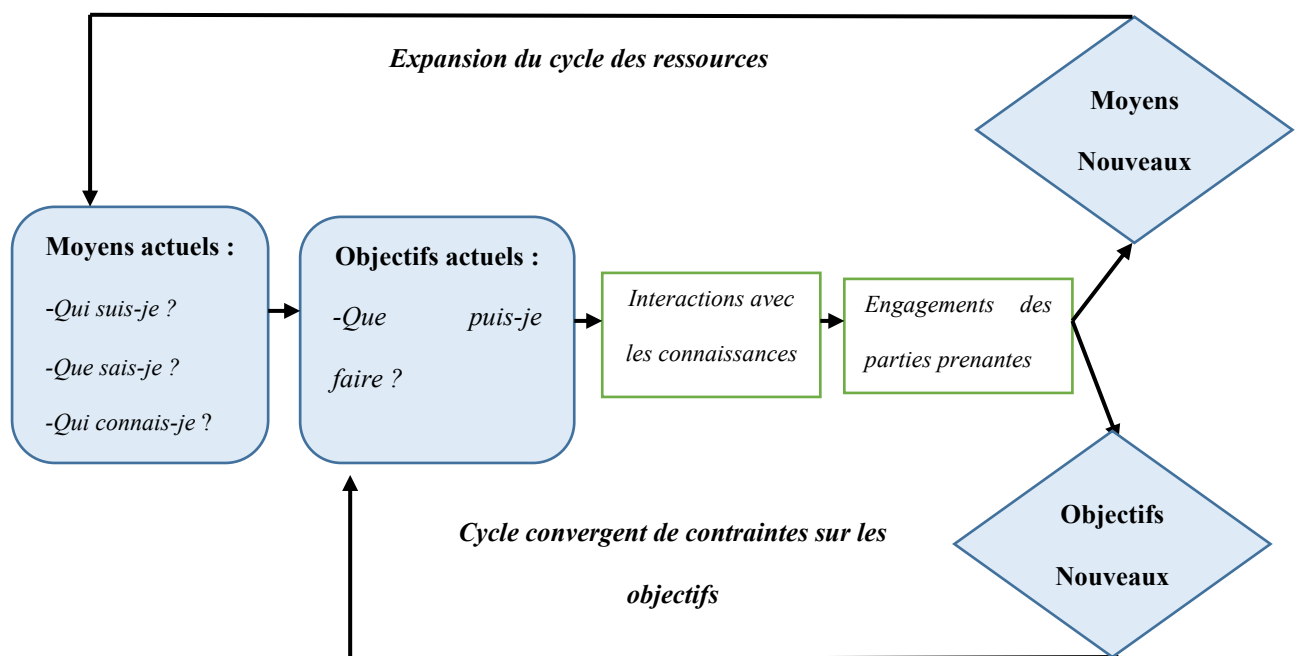 Expansion du cycle des ressources
Moyens
Nouveaux
Moyens actuels :
-Qui suis-je ?
-Que sais-je ?
-Qui connais-je ?
Objectifs actuels :
-Que puis-je
faire ?
Interactions avec
les connaissances
Engagements des
parties prenantes
Cycle convergent de contraintes sur les
objectifs
Objectifs
Nouveaux